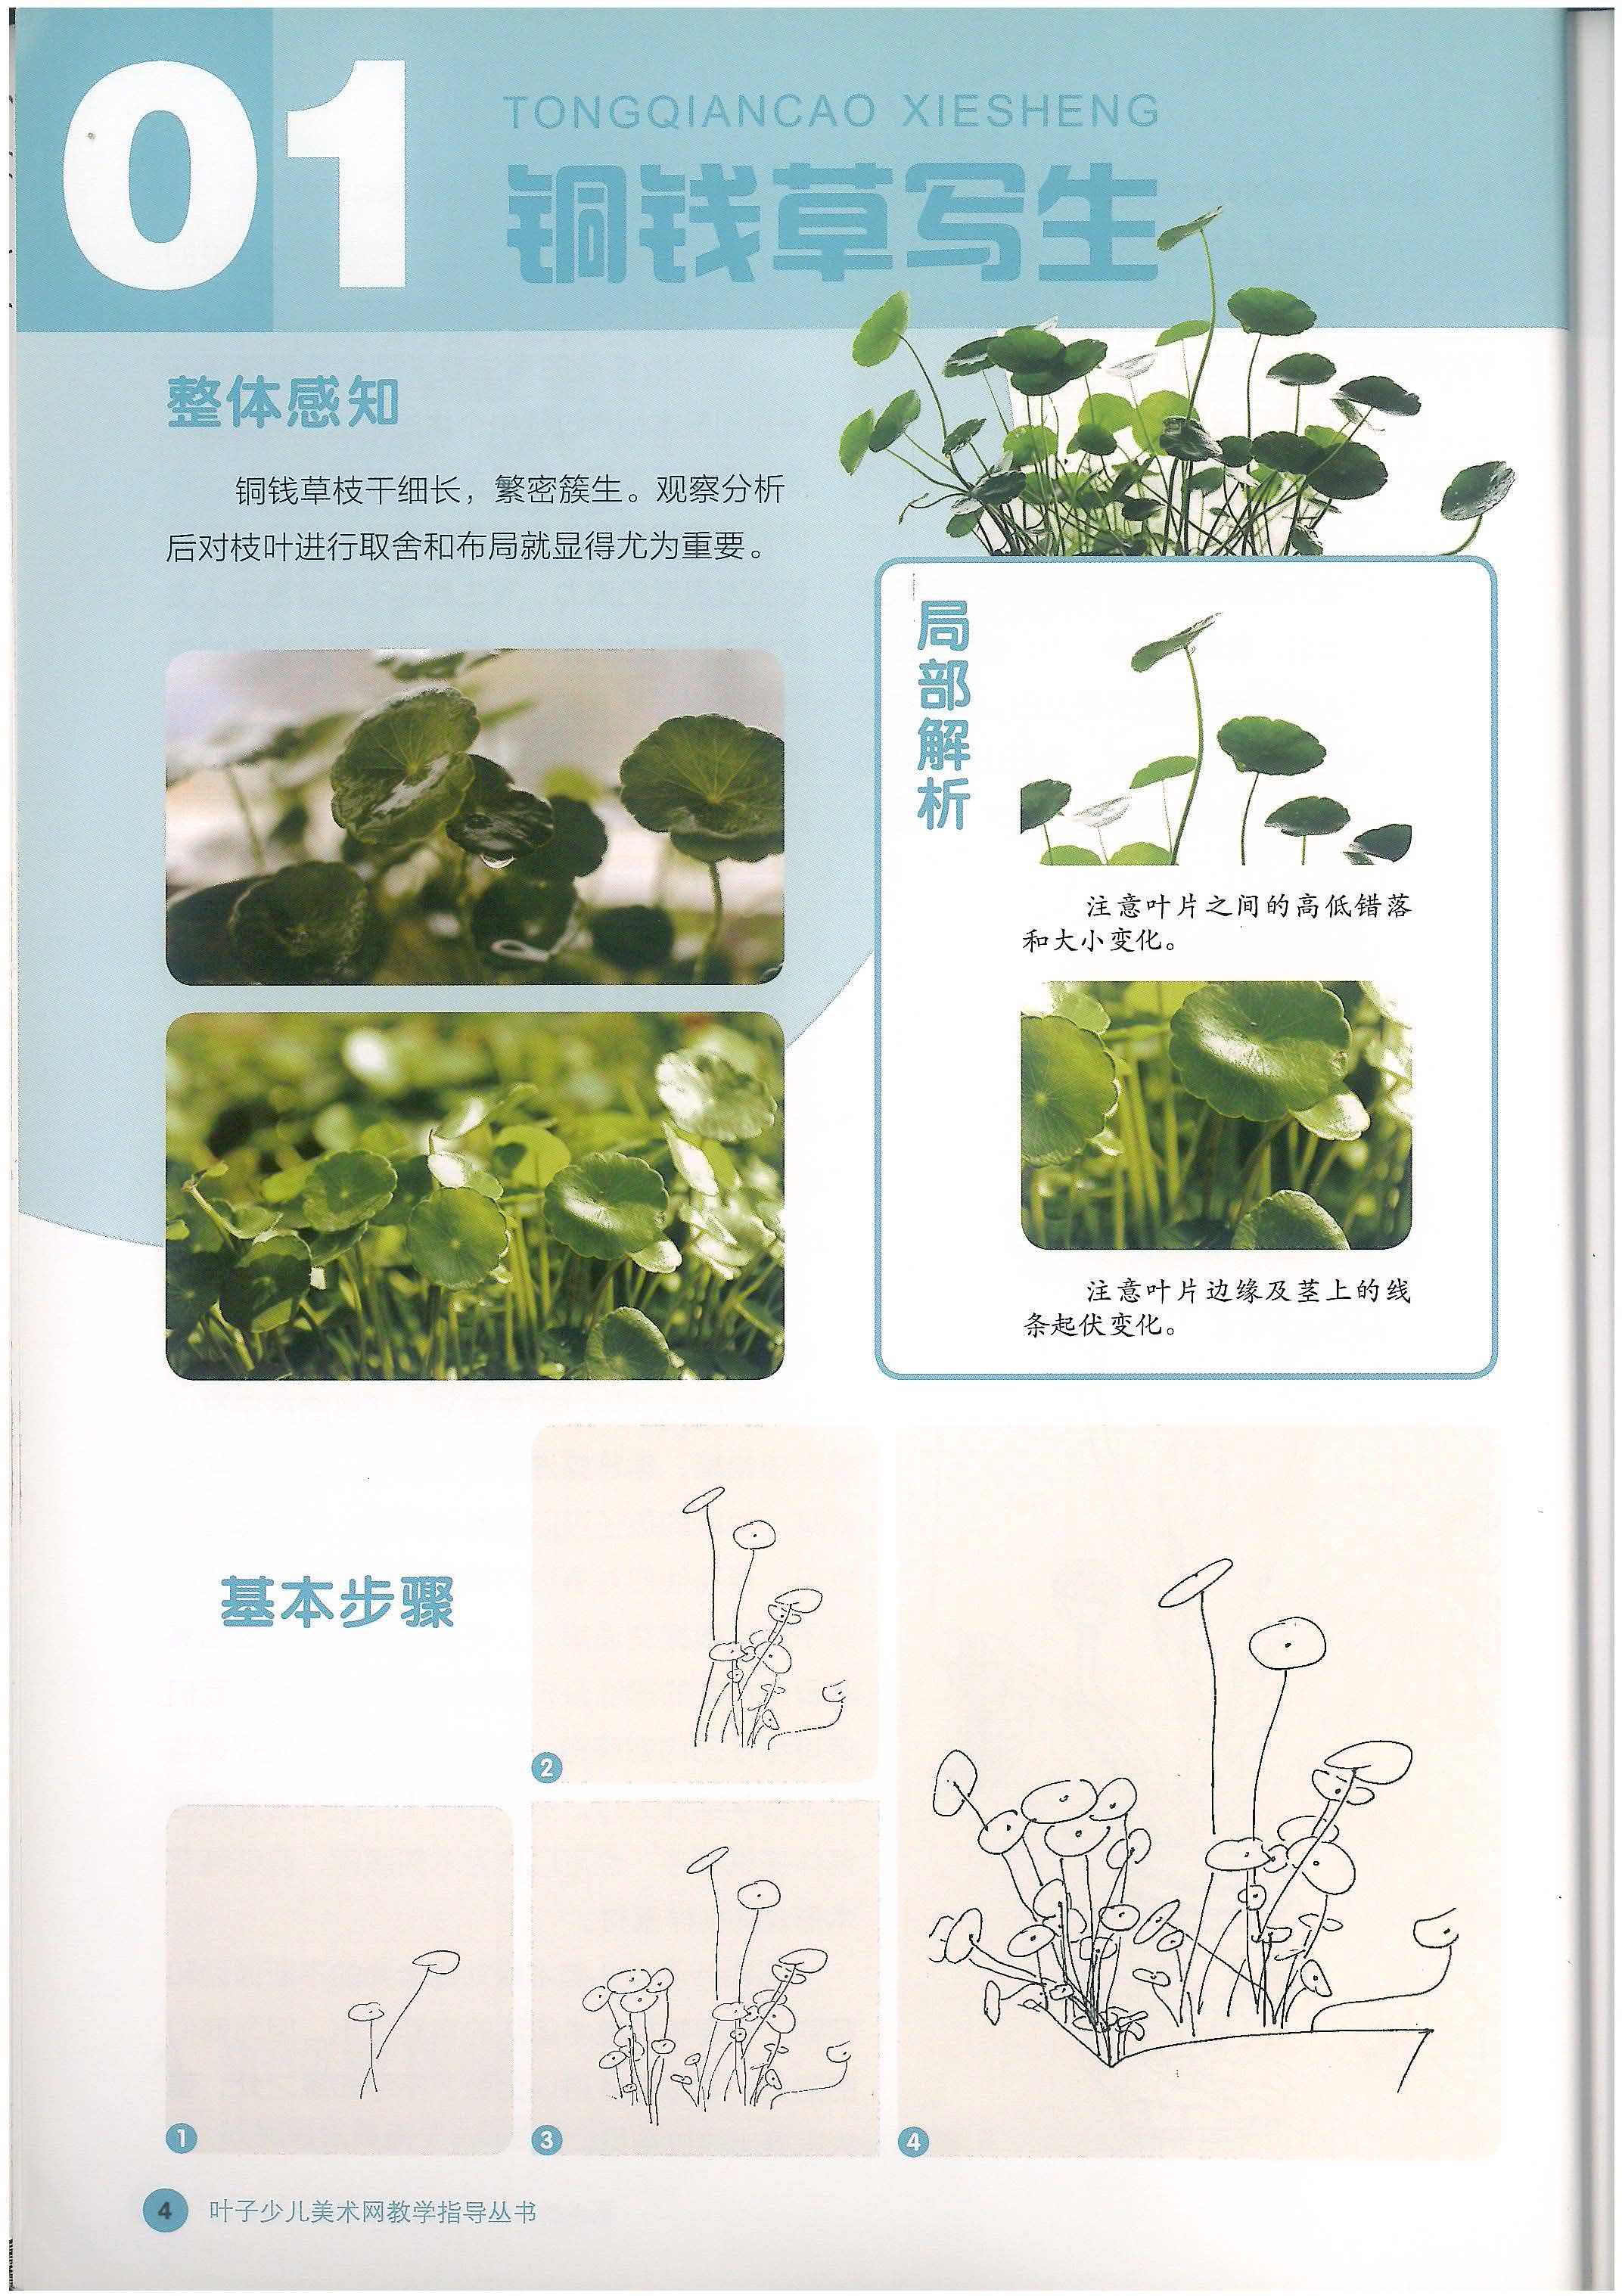 01
TONGQIANCAO XIESHENG
铜钱草写生
整体感知
铜钱草枝干细长，繁密簇生。观察分析
后对枝叶进行取舍和布局就显得尤为重要。
局部解析
注意叶片之间的高低错落
和大小变化。
注意叶片边缘及茎上的线
条起伏变化。
基本步骤
2
1
3
4
4 叶子少儿美术网教学指导丛书